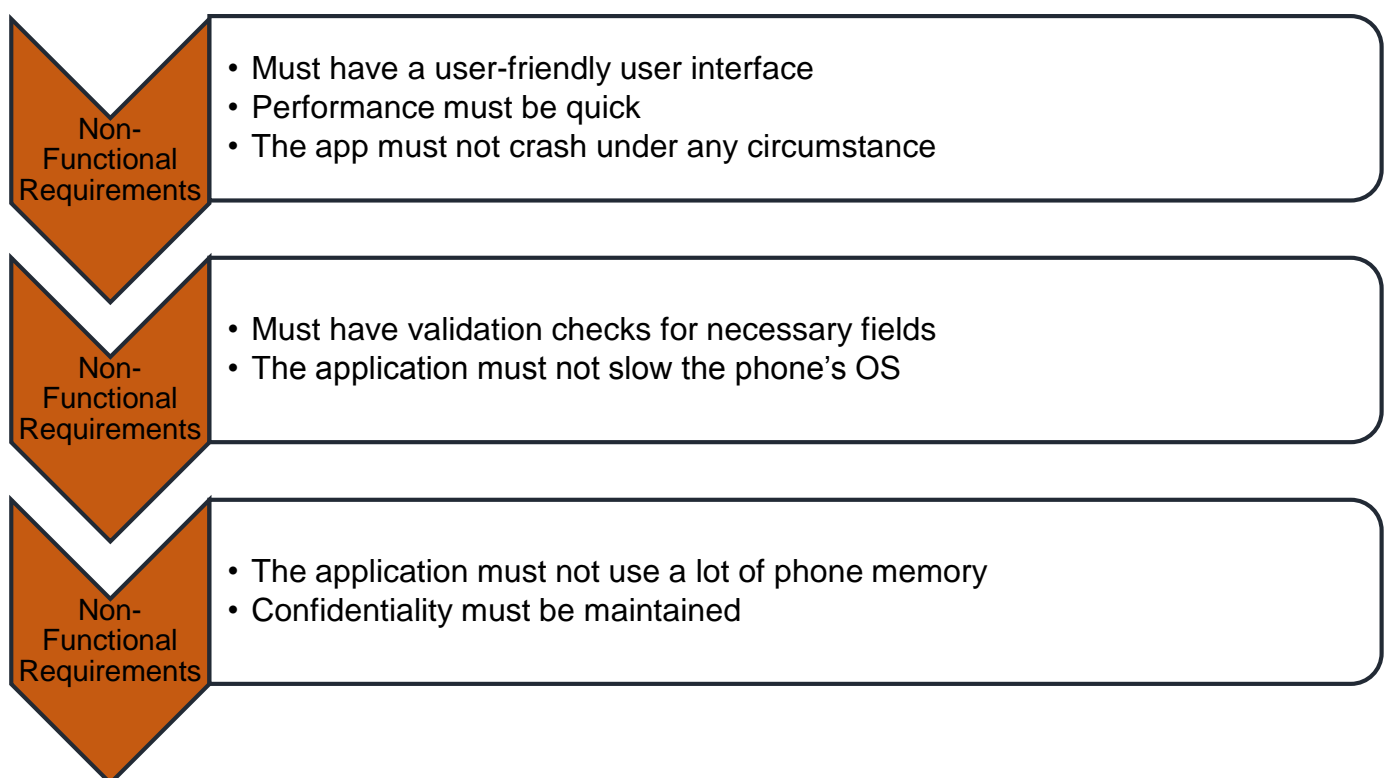 Non-
Functional
Requirements
• Must have a user-friendly user interface
• Performance must be quick
• The app must not crash under any circumstance
Non-
Functional
Requirements
• Must have validation checks for necessary fields
• The application must not slow the phone’s OS
Non-
Functional
Requirements
• The application must not use a lot of phone memory
• Confidentiality must be maintained